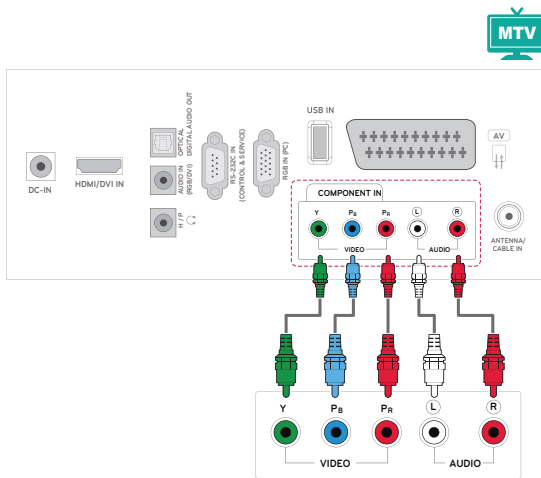 MTV
DC-IN
HDMI/DVI IN
OPTICAL
DIGITAL AUDIO OUT
AUDIO IN
(RGB/DVI)
H / P
RS-232C IN
(CONTROL & SERVICE)
RGB IN (PC)
USB IN
AV
ANTENNA/
CABLE IN
COMPONENT IN
Y PB PR L R
VIDEO AUDIO
Y PB PR L R
VIDEO AUDIO